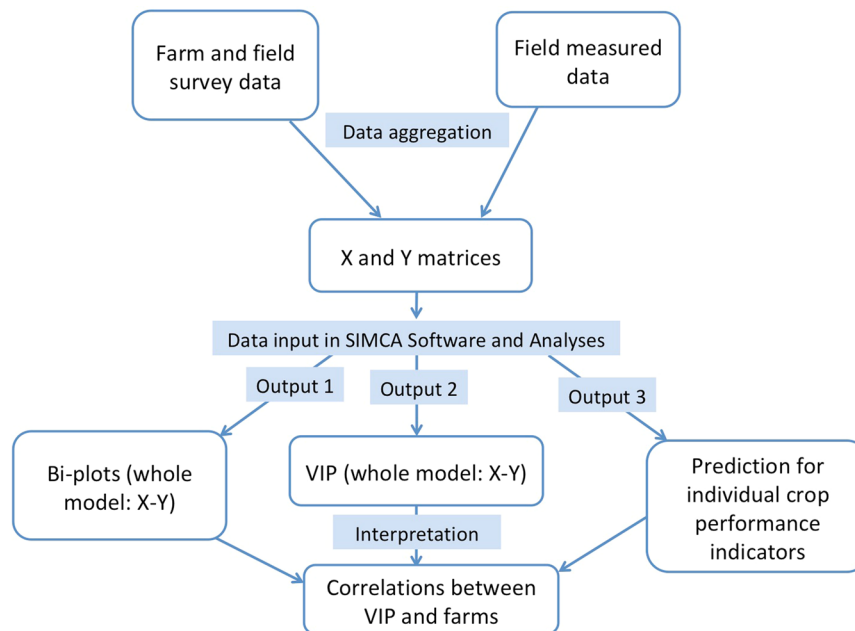 Farm and field
survey data
Field measured
data
Data aggregation
X and Y matrices
Data input in SIMCA Software and Analyses
Output 1
Output 2
Output 3
Bi-plots (whole
model: X-Y)
VIP (whole model: X-Y)
Prediction for
individual crop
performance
indicators
Interpretation
Correlations between
VIP and farms